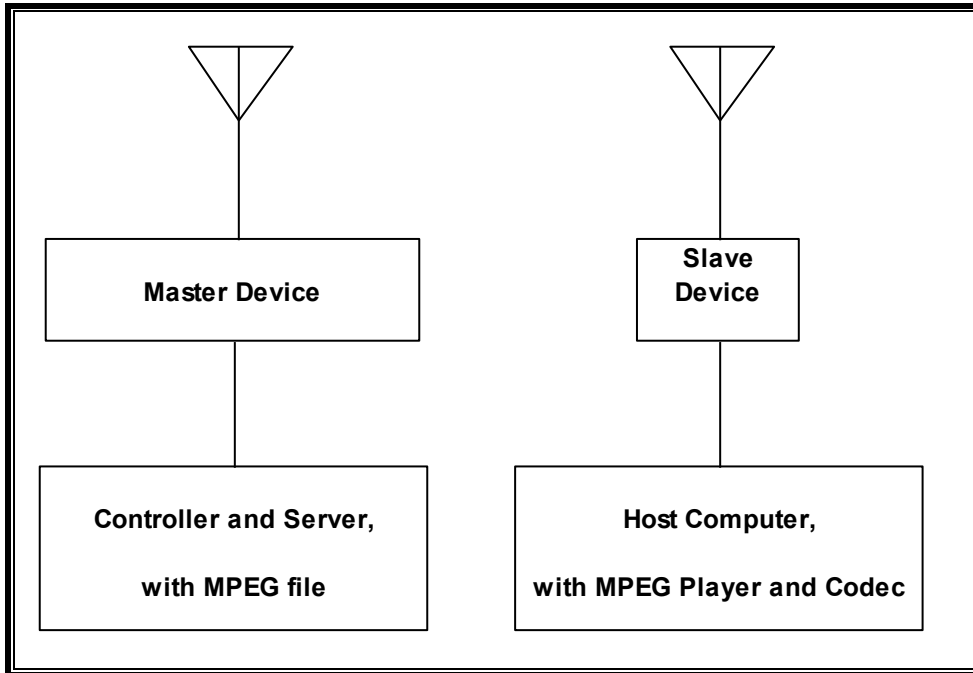 Master Device
Slave
Device
Controller and Server,
with MPEG file
Host Computer,
with MPEG Player and Codec